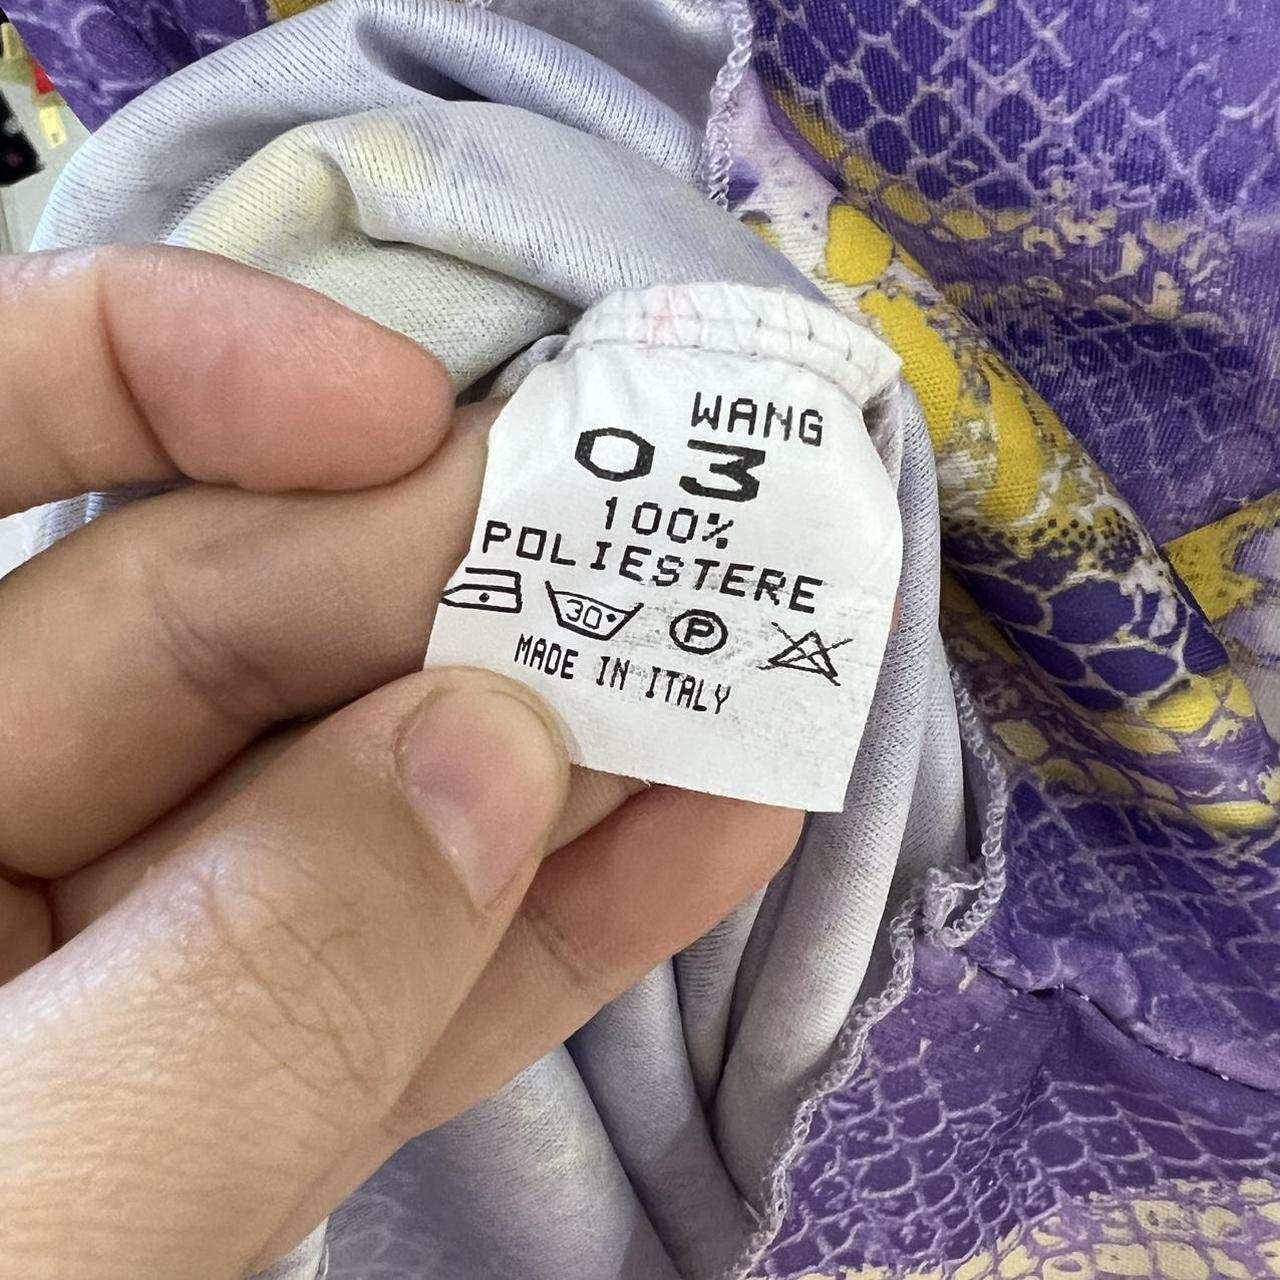 WANG
03
100%
POLIESTERE
30° P
MADE IN ITALY